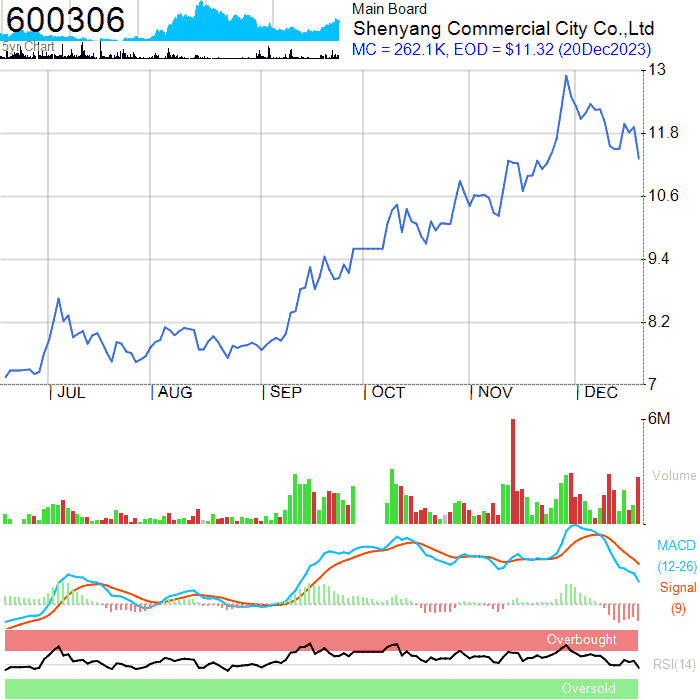 600306
5yr Chart
Main Board
Shenyang Commercial City Co.,Ltd
MC = 262.1K, EOD = $11.32 (20Dec2023)
13
11.8
10.6
9.4
8.2
7
JUL AUG SEP OCT NOV DEC
6M
Volume
MACD
(12-26)
Signal
(9)
Overbought
RSI(14)
Oversold